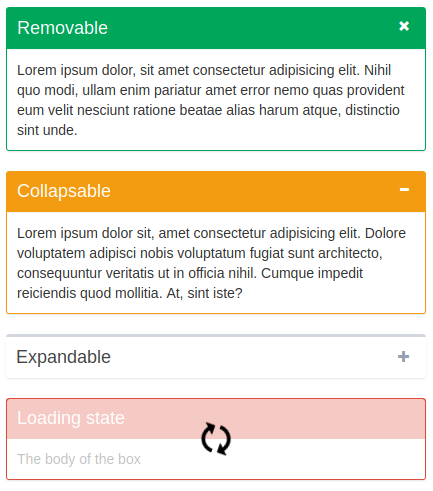 Removable
Lorem ipsum dolor, sit amet consectetur adipisicing elit. Nihil
quo modi, ullam enim pariatur amet error nemo quas provident
eum velit nesciunt ratione beatae alias harum atque, distinctio
sint unde.
Collapsable
Lorem ipsum dolor sit, amet consectetur adipisicing elit. Dolore
voluptatem adipisci nobis voluptatum fugiat sunt architecto,
consequuntur veritatis ut in officia nihil. Cumque impedit
reiciendis quod mollitia. At, sint iste?
Expandable
Loading state
The body of the box